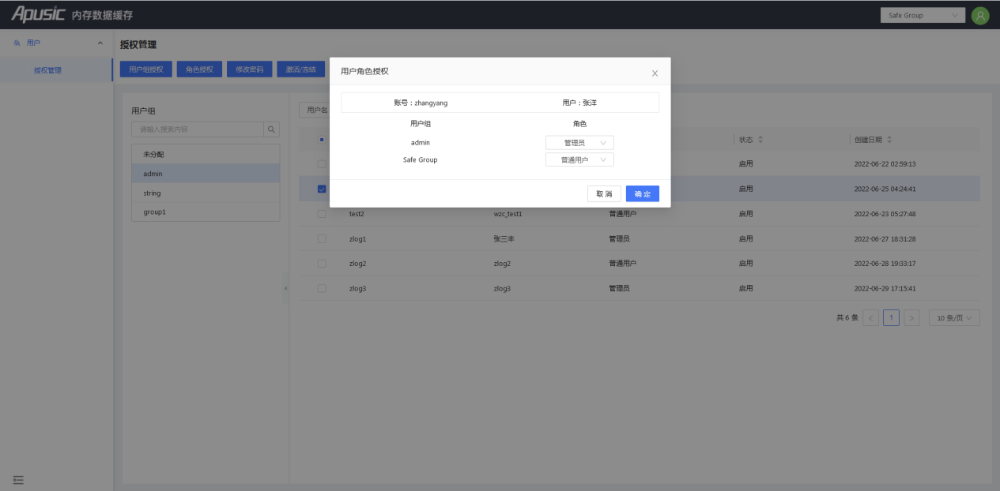 Apusic 内存数据缓存
Safe Group
用户
授权管理
授权管理
用户组授权 角色授权 修改密码 激活/冻结
用户组
请输入搜索内容
未分配
admin
string
group1
用户名
用户角色授权
账号：zhangyang 用户：张洋
用户组 角色
admin 管理员
Safe Group 普通用户
取 消 确 定
状态 创建日期
启用 2022-06-22 02:59:13
启用 2022-06-25 04:24:41
test2 wzc_test1 普通用户 启用 2022-06-23 05:27:48
zlog1 张三丰 管理员 启用 2022-06-27 18:31:28
zlog2 zlog2 普通用户 启用 2022-06-28 19:33:17
zlog3 zlog3 管理员 启用 2022-06-29 17:15:41
共 6 条 < 1 > 10 条/页